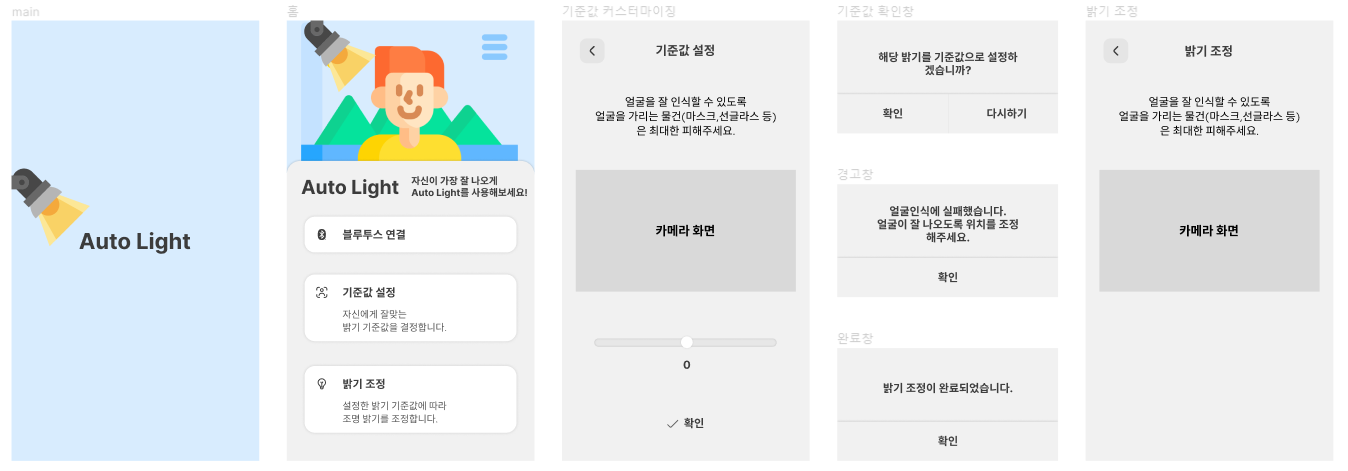 main
Auto Light
홈
Auto Light
자신이 가장 잘 나오게
Auto Light를 사용해보세요!
블루투스 연결
기준값 설정
자신에게 잘맞는
밝기 기준값을 결정합니다.
밝기 조정
설정한 밝기 기준값에 따라
조명 밝기를 조정합니다.
기준값 커스터마이징
기준값 설정
얼굴을 잘 인식할 수 있도록
얼굴을 가리는 물건(마스크,선글라스 등)
은 최대한 피해주세요.
카메라 화면
0
확인
기준값 확인창
해당 밝기를 기준값으로 설정하
겠습니까?
확인
다시하기
경고창
얼굴인식에 실패했습니다.
얼굴이 잘 나오도록 위치를 조정
해주세요.
확인
완료창
밝기 조정이 완료되었습니다.
확인
밝기 조정
밝기 조정
얼굴을 잘 인식할 수 있도록
얼굴을 가리는 물건(마스크,선글라스 등)
은 최대한 피해주세요.
카메라 화면